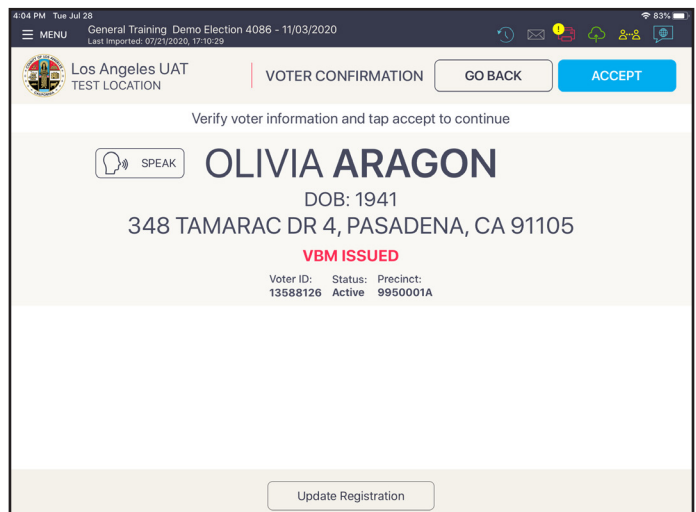 4:04 PM Tue Jul 28
83%
MENU
General Training Demo Election 4086 - 11/03/2020
Last Imported: 07/21/2020, 17:10:29
!
Los Angeles UAT
TEST LOCATION
VOTER CONFIRMATION
GO BACK
ACCEPT
Verify voter information and tap accept to continue
SPEAK
OLIVIA ARAGON
DOB: 1941
348 TAMARAC DR 4, PASADENA, CA 91105
VBM ISSUED
Voter ID: Status: Precinct:
13588126 Active 9950001A
Update Registration